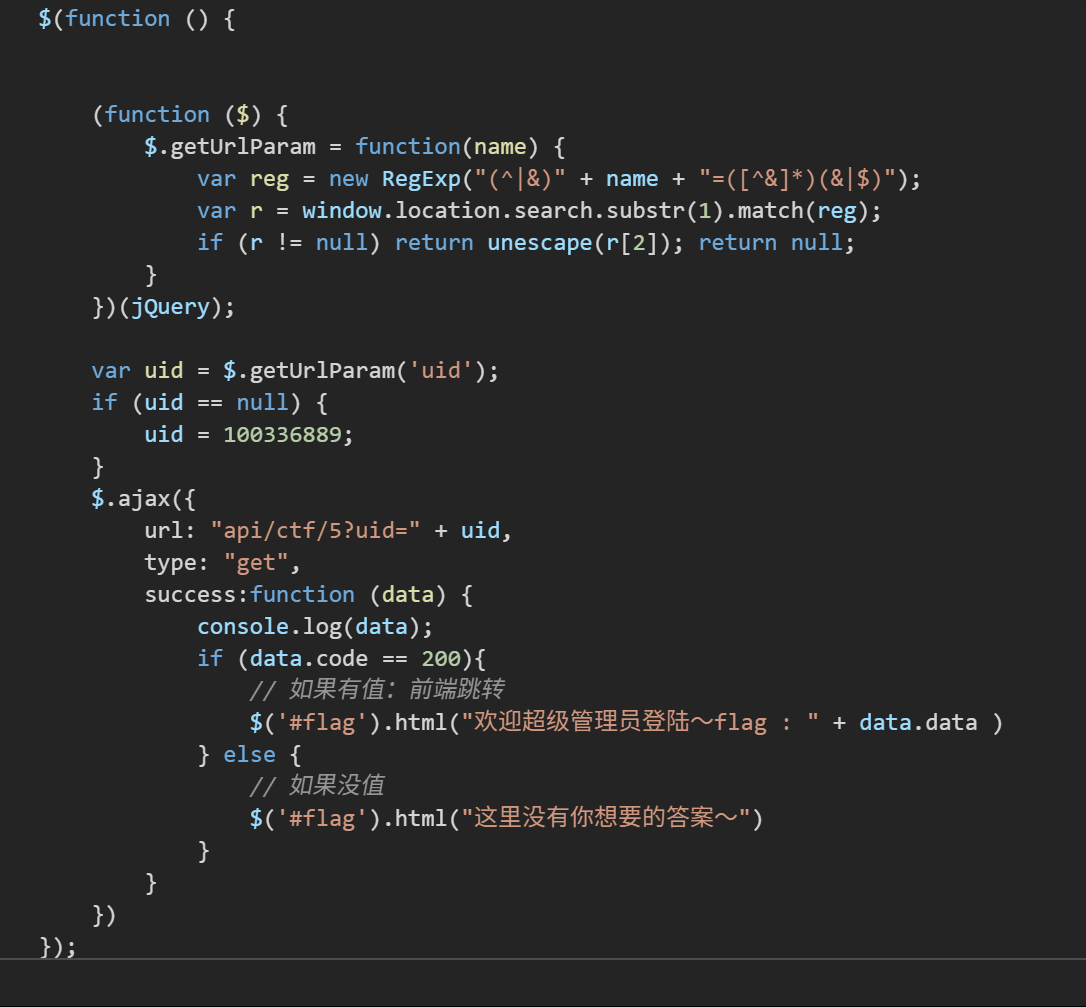 $(function () {
(function ($) {
$.getUrlParam = function(name) {
var reg = new RegExp("(^|&)" + name + "=([^&]*)(&|$)");
var r = window.location.search.substr(1).match(reg);
if (r != null) return unescape(r[2]); return null;
}
})(jQuery);
var uid = $.getUrlParam('uid');
if (uid == null) {
uid = 100336889;
}
$.ajax({
url: "api/ctf/5?uid=" + uid,
type: "get",
success:function (data) {
console.log(data);
if (data.code == 200){
// 如果有值：前端跳转
$('#flag').html("欢迎超级管理员登陆～flag : " + data.data )
} else {
// 如果没值
$('#flag').html("这里没有你想要的答案～")
}
}
})
});